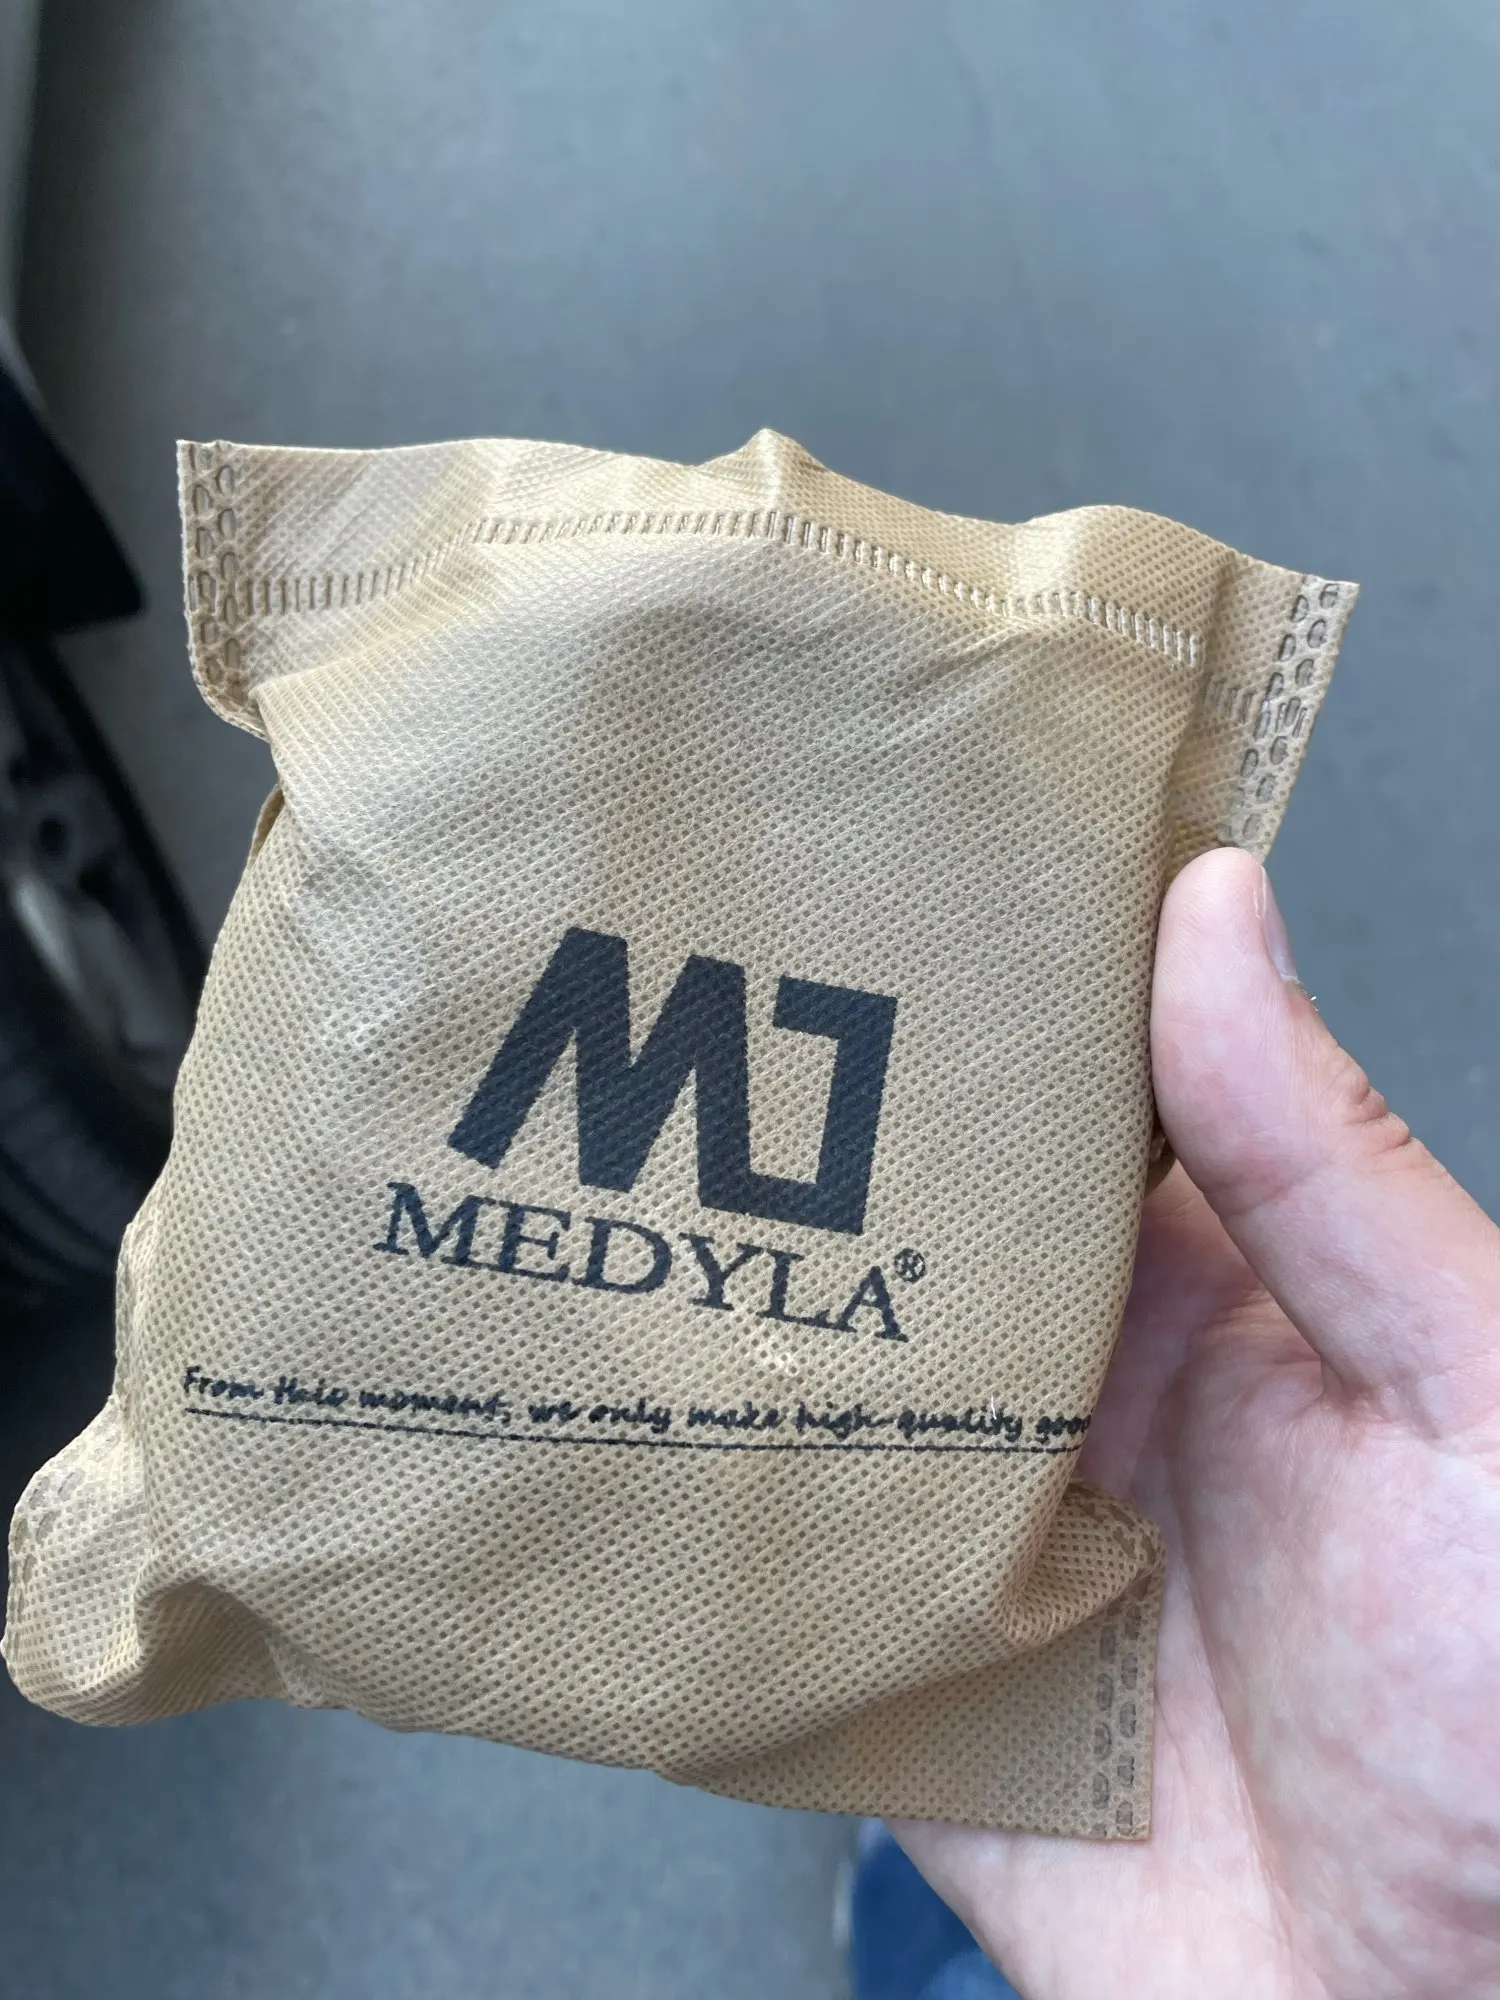 MEDYLA®
From this moment, we only make high-quality